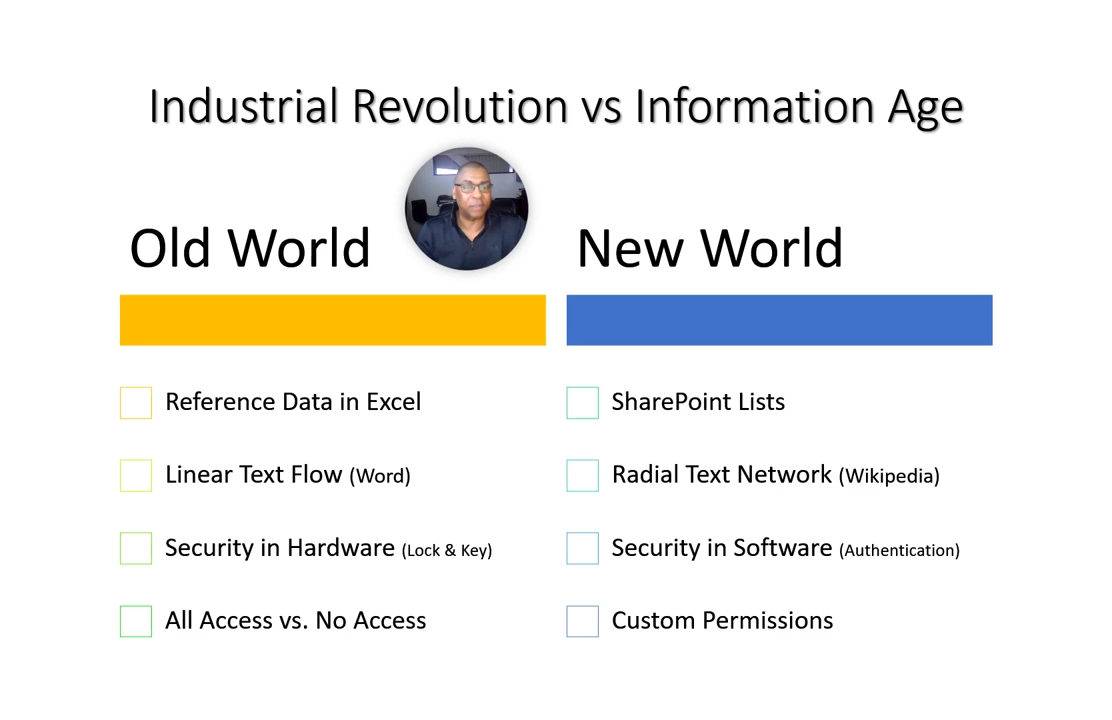 Industrial Revolution vs Information Age
Old World
Reference Data in Excel
Linear Text Flow (Word)
Security in Hardware (Lock & Key)
All Access vs. No Access
New World
SharePoint Lists
Radial Text Network (Wikipedia)
Security in Software (Authentication)
Custom Permissions